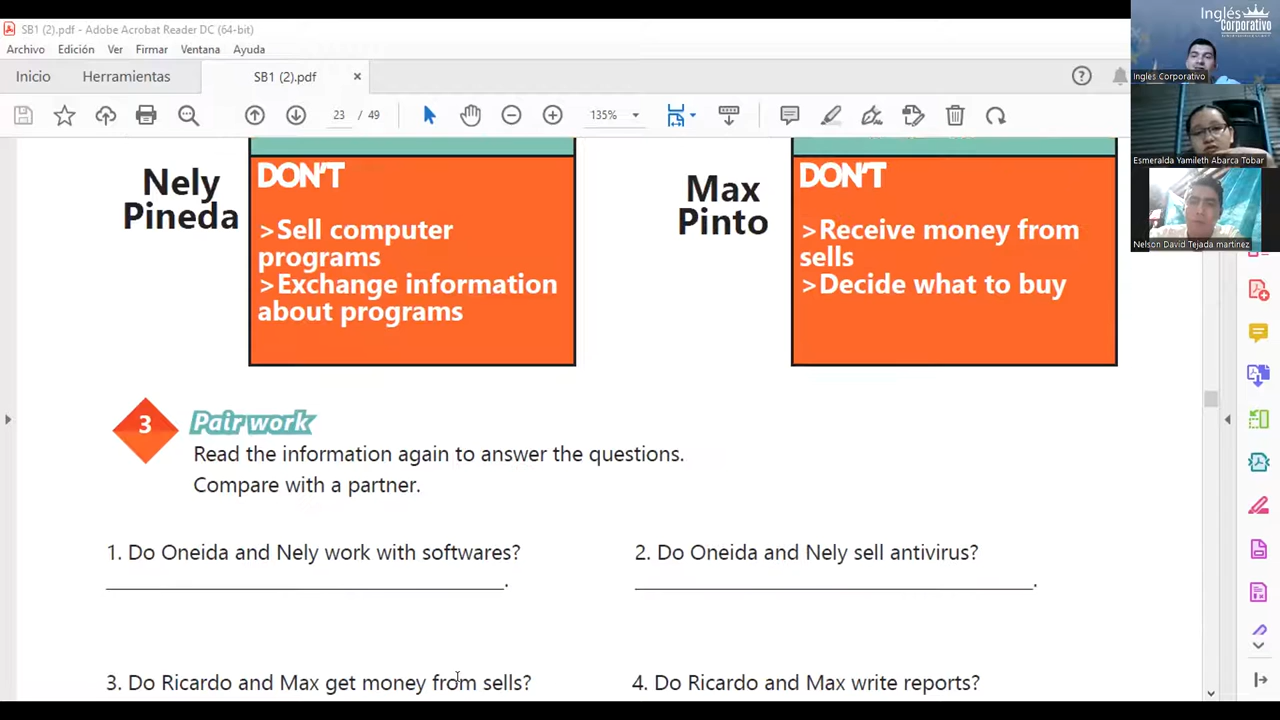 SB1 (2).pdf - Adobe Acrobat Reader DC (64-bit)
Archivo Edición Ver Firmar Ventana Ayuda
Inicio Herramientas SB1 (2).pdf ×
23 / 49 135%
Inglés
Corporativo
Ingles Corporativo
Esmeralda Yamileth Abarca Tobar
Nelson David Tejada martinez
Nely
Pineda
DON'T
>Sell computer
programs
>Exchange information
about programs
Max
Pinto
DON'T
>Receive money from
sells
>Decide what to buy
3 Pair work
Read the information again to answer the questions.
Compare with a partner.
1. Do Oneida and Nely work with softwares?
2. Do Oneida and Nely sell antivirus?
3. Do Ricardo and Max get money from sells?
4. Do Ricardo and Max write reports?